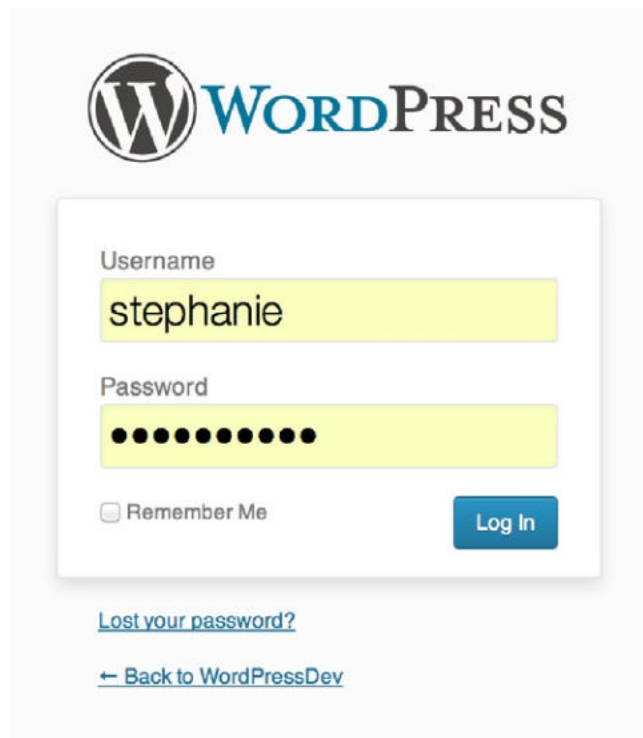 WORDPRESS
Username
stephanie
Password
••••••••••
Remember Me
Log In
Lost your password?
← Back to WordPressDev